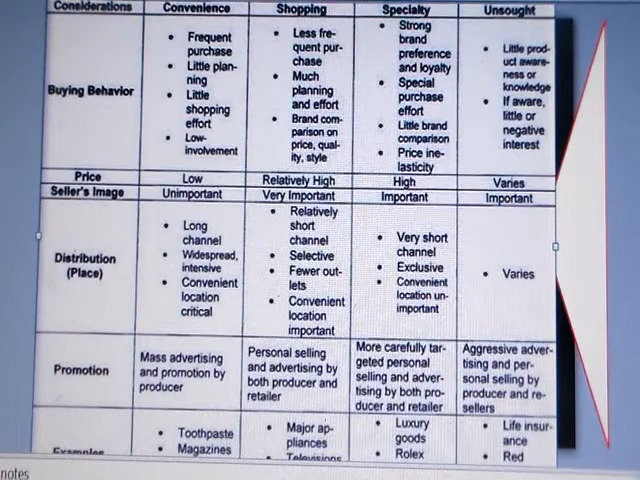 Considerations Convenience Shopping Specialty Unsought
Buying Behavior
• Frequent
purchase
• Little plan-
ning
• Little
shopping
effort
• Low-
involvement
• Less fre-
quent pur-
chase
• Much
planning
and effort
• Brand com-
parison on
price, qual-
ity, style
• Strong
brand
preference
and loyalty
• Special
purchase
effort
• Little brand
comparison
• Price ine-
lasticity
• Little prod-
uct aware-
ness or
knowledge
• If aware,
little or
negative
interest
Price Low Relatively High High Varies
Seller's Image Unimportant Very Important Important Important
Distribution
(Place)
• Long
channel
• Widespread,
intensive
• Convenient
location
critical
• Relatively
short
channel
• Selective
• Fewer out-
lets
• Convenient
location
important
• Very short
channel
• Exclusive
• Convenient
location un-
important
• Varies
Promotion
Mass advertising
and promotion by
producer
Personal selling
and advertising by
both producer and
retailer
More carefully tar-
geted personal
selling and adver-
tising by both pro-
ducer and retailer
Aggressive adver-
tising and per-
sonal selling by
producer and re-
sellers
Examples
• Toothpaste
• Magazines
• Major ap-
pliances
• Televisions
• Luxury
goods
• Rolex
• Life insur-
ance
• Red
notes